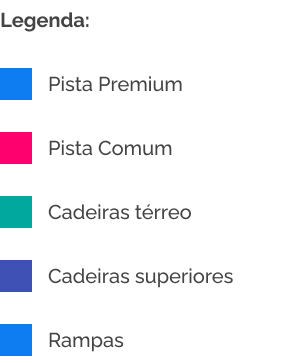 Legenda:
Pista Premium
Pista Comum
Cadeiras térreo
Cadeiras superiores
Rampas